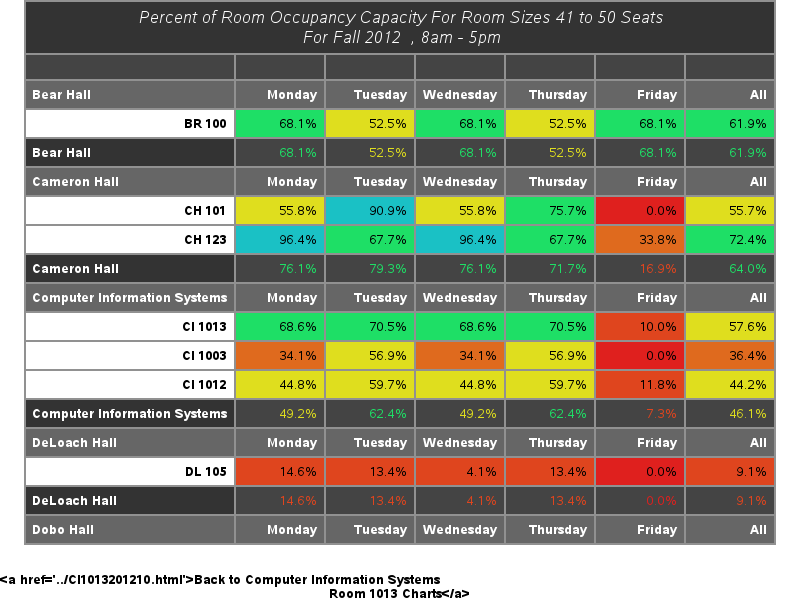 Percent of Room Occupancy Capacity For Room Sizes 41 to 50 Seats
For Fall 2012 , 8am - 5pm
Bear Hall Monday Tuesday Wednesday Thursday Friday All
BR 100 68.1% 52.5% 68.1% 52.5% 68.1% 61.9%
Bear Hall 68.1% 52.5% 68.1% 52.5% 68.1% 61.9%
Cameron Hall Monday Tuesday Wednesday Thursday Friday All
CH 101 55.8% 90.9% 55.8% 75.7% 0.0% 55.7%
CH 123 96.4% 67.7% 96.4% 67.7% 33.8% 72.4%
Cameron Hall 76.1% 79.3% 76.1% 71.7% 16.9% 64.0%
Computer Information Systems Monday Tuesday Wednesday Thursday Friday All
CI 1013 68.6% 70.5% 68.6% 70.5% 10.0% 57.6%
CI 1003 34.1% 56.9% 34.1% 56.9% 0.0% 36.4%
CI 1012 44.8% 59.7% 44.8% 59.7% 11.8% 44.2%
Computer Information Systems 49.2% 62.4% 49.2% 62.4% 7.3% 46.1%
DeLoach Hall Monday Tuesday Wednesday Thursday Friday All
DL 105 14.6% 13.4% 4.1% 13.4% 0.0% 9.1%
DeLoach Hall 14.6% 13.4% 4.1% 13.4% 0.0% 9.1%
Dobo Hall Monday Tuesday Wednesday Thursday Friday All
<a href='../CI1013201210.html'>Back to Computer Information Systems
Room 1013 Charts</a>